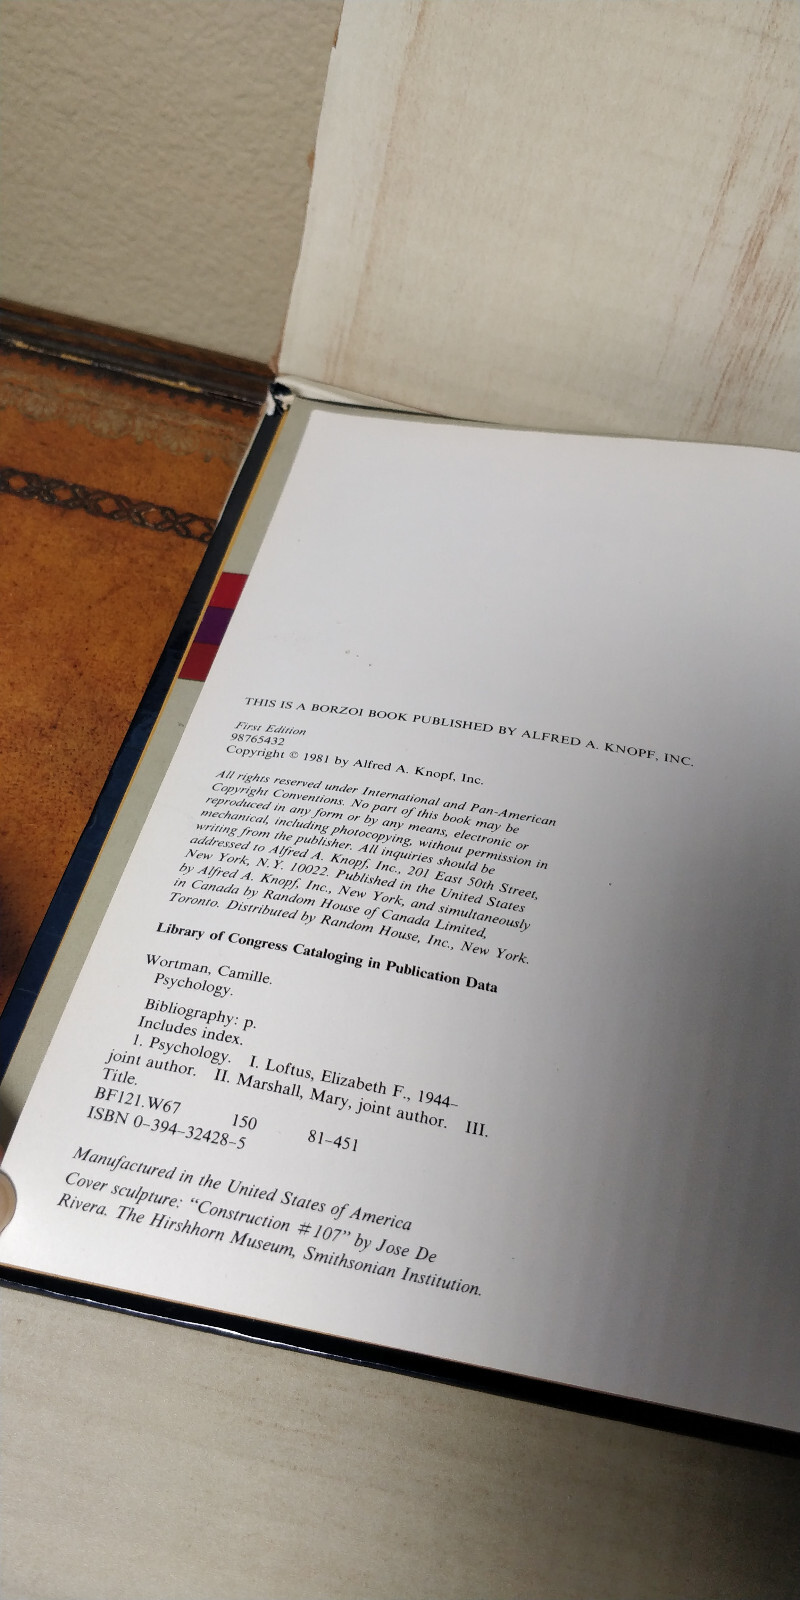 THIS IS A BORZOI BOOK PUBLISHED BY ALFRED A. KNOPF, INC.
First Edition
98765432
Copyright © 1981 by Alfred A. Knopf, Inc.
All rights reserved under International and Pan-American
Copyright Conventions. No part of this book may be
reproduced in any form or by any means, electronic or
mechanical, including photocopying, without permission in
writing from the publisher. All inquiries should be
addressed to Alfred A. Knopf, Inc., 201 East 50th Street,
New York, N.Y. 10022. Published in the United States
by Alfred A. Knopf, Inc., New York, and simultaneously
in Canada by Random House of Canada Limited,
Toronto. Distributed by Random House, Inc., New York.
Library of Congress Cataloging in Publication Data
Wortman, Camille.
Psychology.
Bibliography: p.
Includes index.
1. Psychology. I. Loftus, Elizabeth F., 1944–
joint author. II. Marshall, Mary, joint author. III.
Title.
BF121.W67 150 81–451
ISBN 0–394–32428–5
Manufactured in the United States of America
Cover sculpture: “Construction #107” by Jose De
Rivera. The Hirshhorn Museum, Smithsonian Institution.